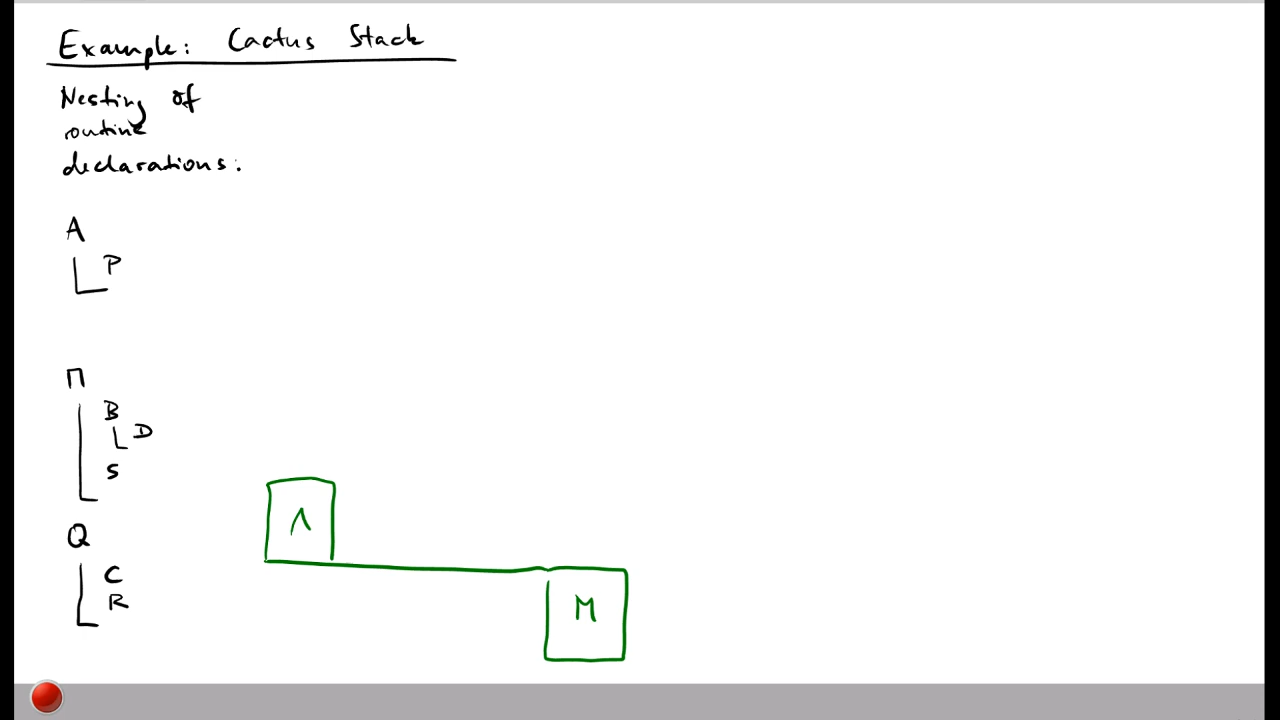 Example: Cactus Stack
Nesting of
routine
declarations:
A
P
M
B
D
S
Q
C
R
A
M